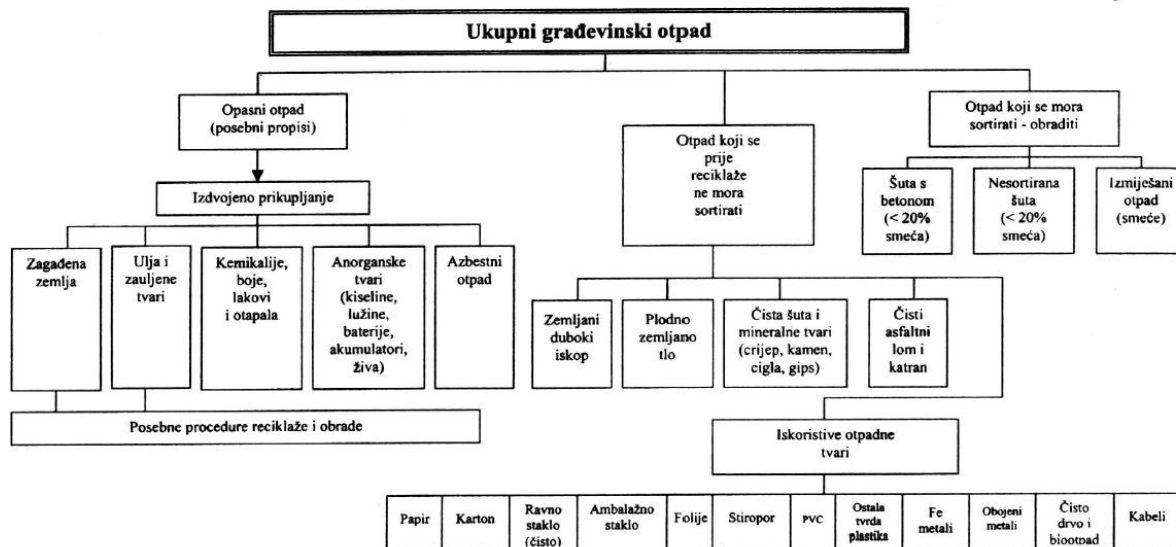 Ukupni građevinski otpad
Opasni otpad
(posebni propisi)
Otpad koji se
prije
reciklaže
ne mora
sortirati
Otpad koji se mora
sortirati - obraditi
Izdvojeno prikupljanje
Šuta s
betonom
(< 20%
smeća)
Nesortirana
šuta
(< 20%
smeća)
Izmiješani
otpad
(smeće)
Zagađena
zemlja
Ulja i
zauljene
tvari
Kemikalije,
boje,
lakovi
i otapala
Anorganske
tvari
(kiseline,
lužine,
baterije,
akumulatori,
živa)
Azbestni
otpad
Zemljani
duboki
iskop
Plodno
zemljano
tlo
Čista šuta i
mineralne tvari
(crijep, kamen,
cigla, gips)
Čisti
asfaltni
lom i
katran
Posebne procedure reciklaže i obrade
Iskoristive otpadne
tvari
Papir
Karton
Ravno
staklo
(čisto)
Ambalažno
staklo
Folije
Stiropor
PVC
Ostala
tvrda
plastika
Fe
metali
Obojeni
metali
Čisto
drvo i
biootpad
Kabeli